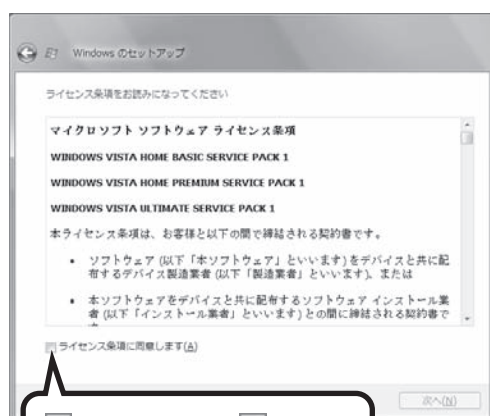 Windows のセットアップ
ライセンス条項をお読みになってください
マイクロソフト ソフトウェア ライセンス条項
WINDOWS VISTA HOME BASIC SERVICE PACK 1
WINDOWS VISTA HOME PREMIUM SERVICE PACK 1
WINDOWS VISTA ULTIMATE SERVICE PACK 1
本ライセンス条項は、お客様と以下の間で締結される契約書です。
• ソフトウェア (以下「本ソフトウェア」といいます) をデバイスと共に配
布するデバイス製造業者 (以下「製造業者」といいます)、または
• 本ソフトウェアをデバイスと共に配布するソフトウェア インストール業
者 (以下「インストール業者」といいます) との間に締結される契約書で
ライセンス条項に同意します(A)
次へ(N)